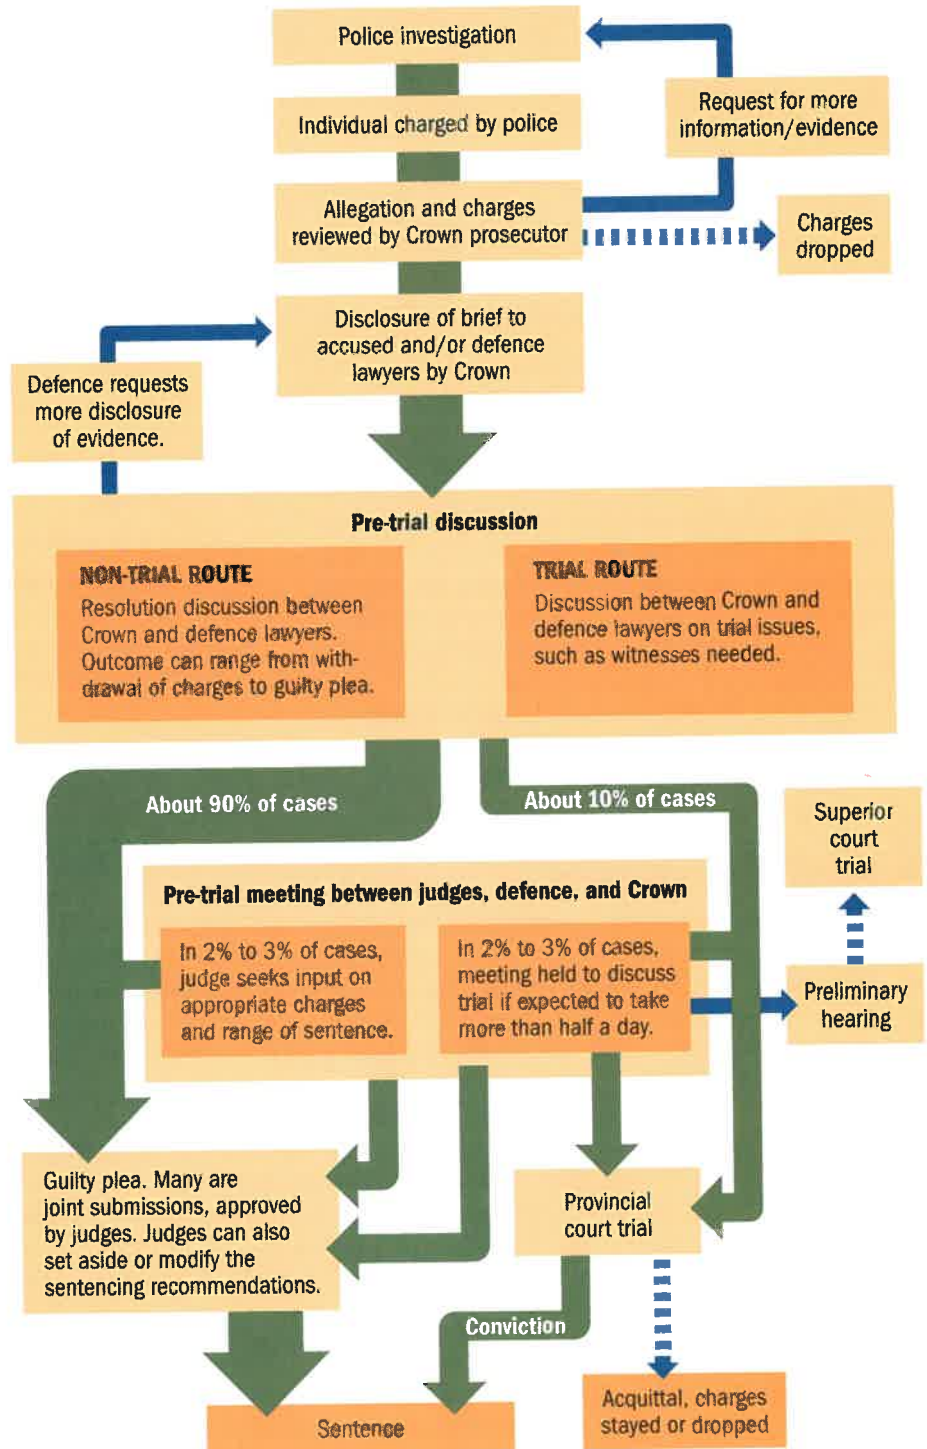 Police investigation
Request for more
information/evidence
Individual charged by police
Allegation and charges
reviewed by Crown prosecutor
Charges
dropped
Disclosure of brief to
accused and/or defence
lawyers by Crown
Defence requests
more disclosure
of evidence.
Pre-trial discussion
NON-TRIAL ROUTE
Resolution discussion between
Crown and defence lawyers.
Outcome can range from with-
drawal of charges to guilty plea.
TRIAL ROUTE
Discussion between Crown and
defence lawyers on trial issues,
such as witnesses needed.
About 90% of cases
About 10% of cases
Superior
court
trial
Pre-trial meeting between judges, defence, and Crown
In 2% to 3% of cases,
judge seeks input on
appropriate charges
and range of sentence.
In 2% to 3% of cases,
meeting held to discuss
trial if expected to take
more than half a day.
Preliminary
hearing
Guilty plea. Many are
joint submissions, approved
by judges. Judges can also
set aside or modify the
sentencing recommendations.
Provincial
court trial
Conviction
Sentence
Acquittal, charges
stayed or dropped